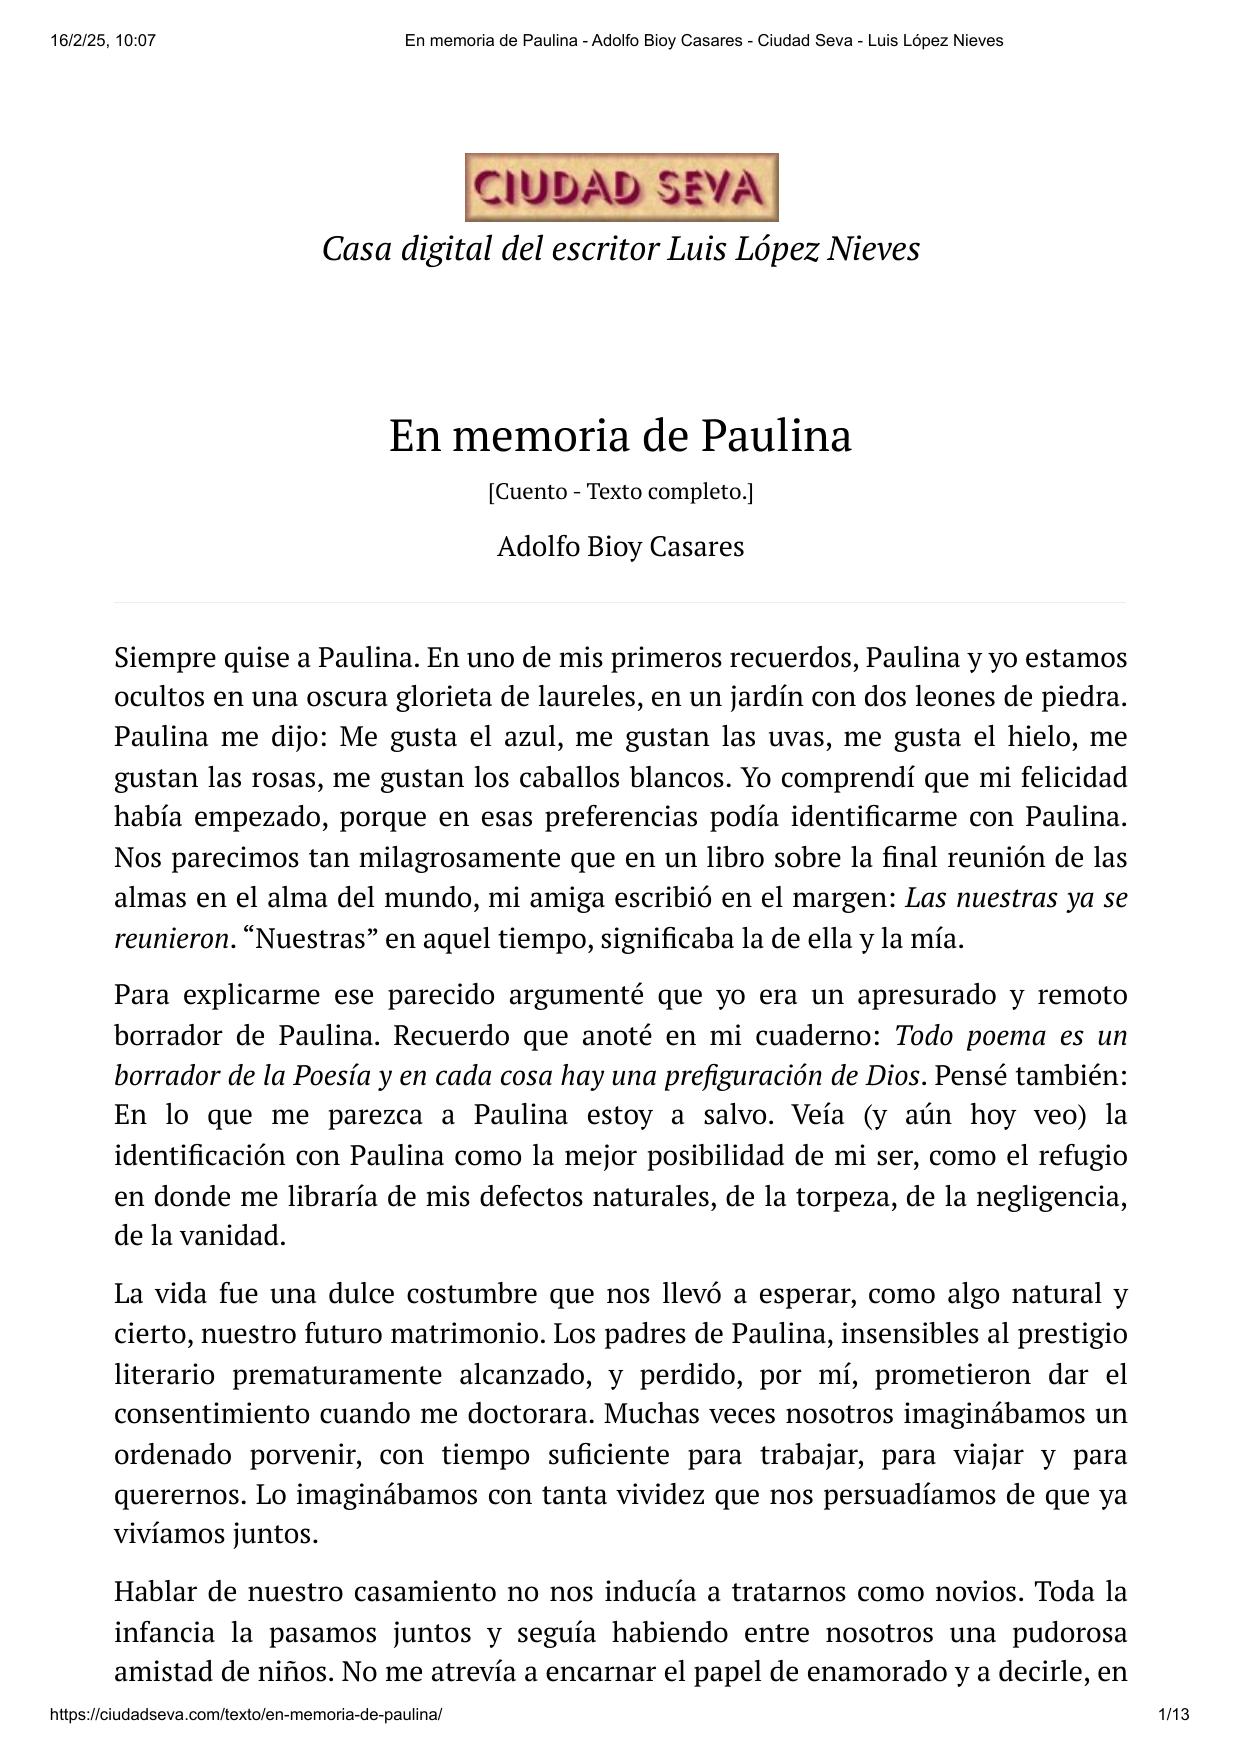 16/2/25, 10:07 En memoria de Paulina - Adolfo Bioy Casares - Ciudad Seva - Luis López Nieves
CIUDAD SEVA
Casa digital del escritor Luis López Nieves
En memoria de Paulina
[Cuento - Texto completo.]
Adolfo Bioy Casares
Siempre quise a Paulina. En uno de mis primeros recuerdos, Paulina y yo estamos
ocultos en una oscura glorieta de laureles, en un jardín con dos leones de piedra.
Paulina me dijo: Me gusta el azul, me gustan las uvas, me gusta el hielo, me
gustan las rosas, me gustan los caballos blancos. Yo comprendí que mi felicidad
había empezado, porque en esas preferencias podía identificarme con Paulina.
Nos parecimos tan milagrosamente que en un libro sobre la final reunión de las
almas en el alma del mundo, mi amiga escribió en el margen: Las nuestras ya se
reunieron. “Nuestras” en aquel tiempo, significaba la de ella y la mía.
Para explicarme ese parecido argumenté que yo era un apresurado y remoto
borrador de Paulina. Recuerdo que anoté en mi cuaderno: Todo poema es un
borrador de la Poesía y en cada cosa hay una prefiguración de Dios. Pensé también:
En lo que me parezca a Paulina estoy a salvo. Veía (y aún hoy veo) la
identificación con Paulina como la mejor posibilidad de mi ser, como el refugio
en donde me libraría de mis defectos naturales, de la torpeza, de la negligencia,
de la vanidad.
La vida fue una dulce costumbre que nos llevó a esperar, como algo natural y
cierto, nuestro futuro matrimonio. Los padres de Paulina, insensibles al prestigio
literario prematuramente alcanzado, y perdido, por mí, prometieron dar el
consentimiento cuando me doctorara. Muchas veces nosotros imaginábamos un
ordenado porvenir, con tiempo suficiente para trabajar, para viajar y para
querernos. Lo imaginábamos con tanta vividez que nos persuadíamos de que ya
vivíamos juntos.
Hablar de nuestro casamiento no nos inducía a tratarnos como novios. Toda la
infancia la pasamos juntos y seguía habiendo entre nosotros una pudorosa
amistad de niños. No me atrevía a encarnar el papel de enamorado y a decirle, en
https://ciudadseva.com/texto/en-memoria-de-paulina/ 1/13